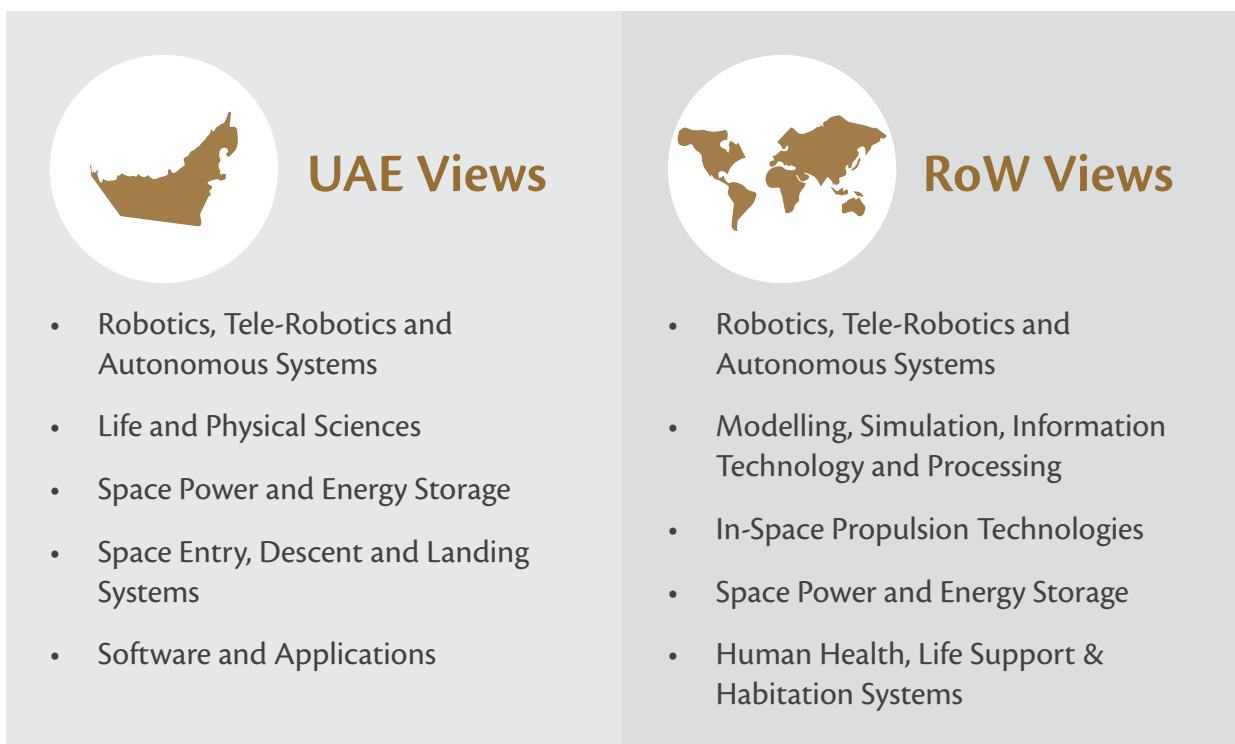 UAE Views
• Robotics, Tele-Robotics and
Autonomous Systems
• Life and Physical Sciences
• Space Power and Energy Storage
• Space Entry, Descent and Landing
Systems
• Software and Applications
RoW Views
• Robotics, Tele-Robotics and
Autonomous Systems
• Modelling, Simulation, Information
Technology and Processing
• In-Space Propulsion Technologies
• Space Power and Energy Storage
• Human Health, Life Support &
Habitation Systems